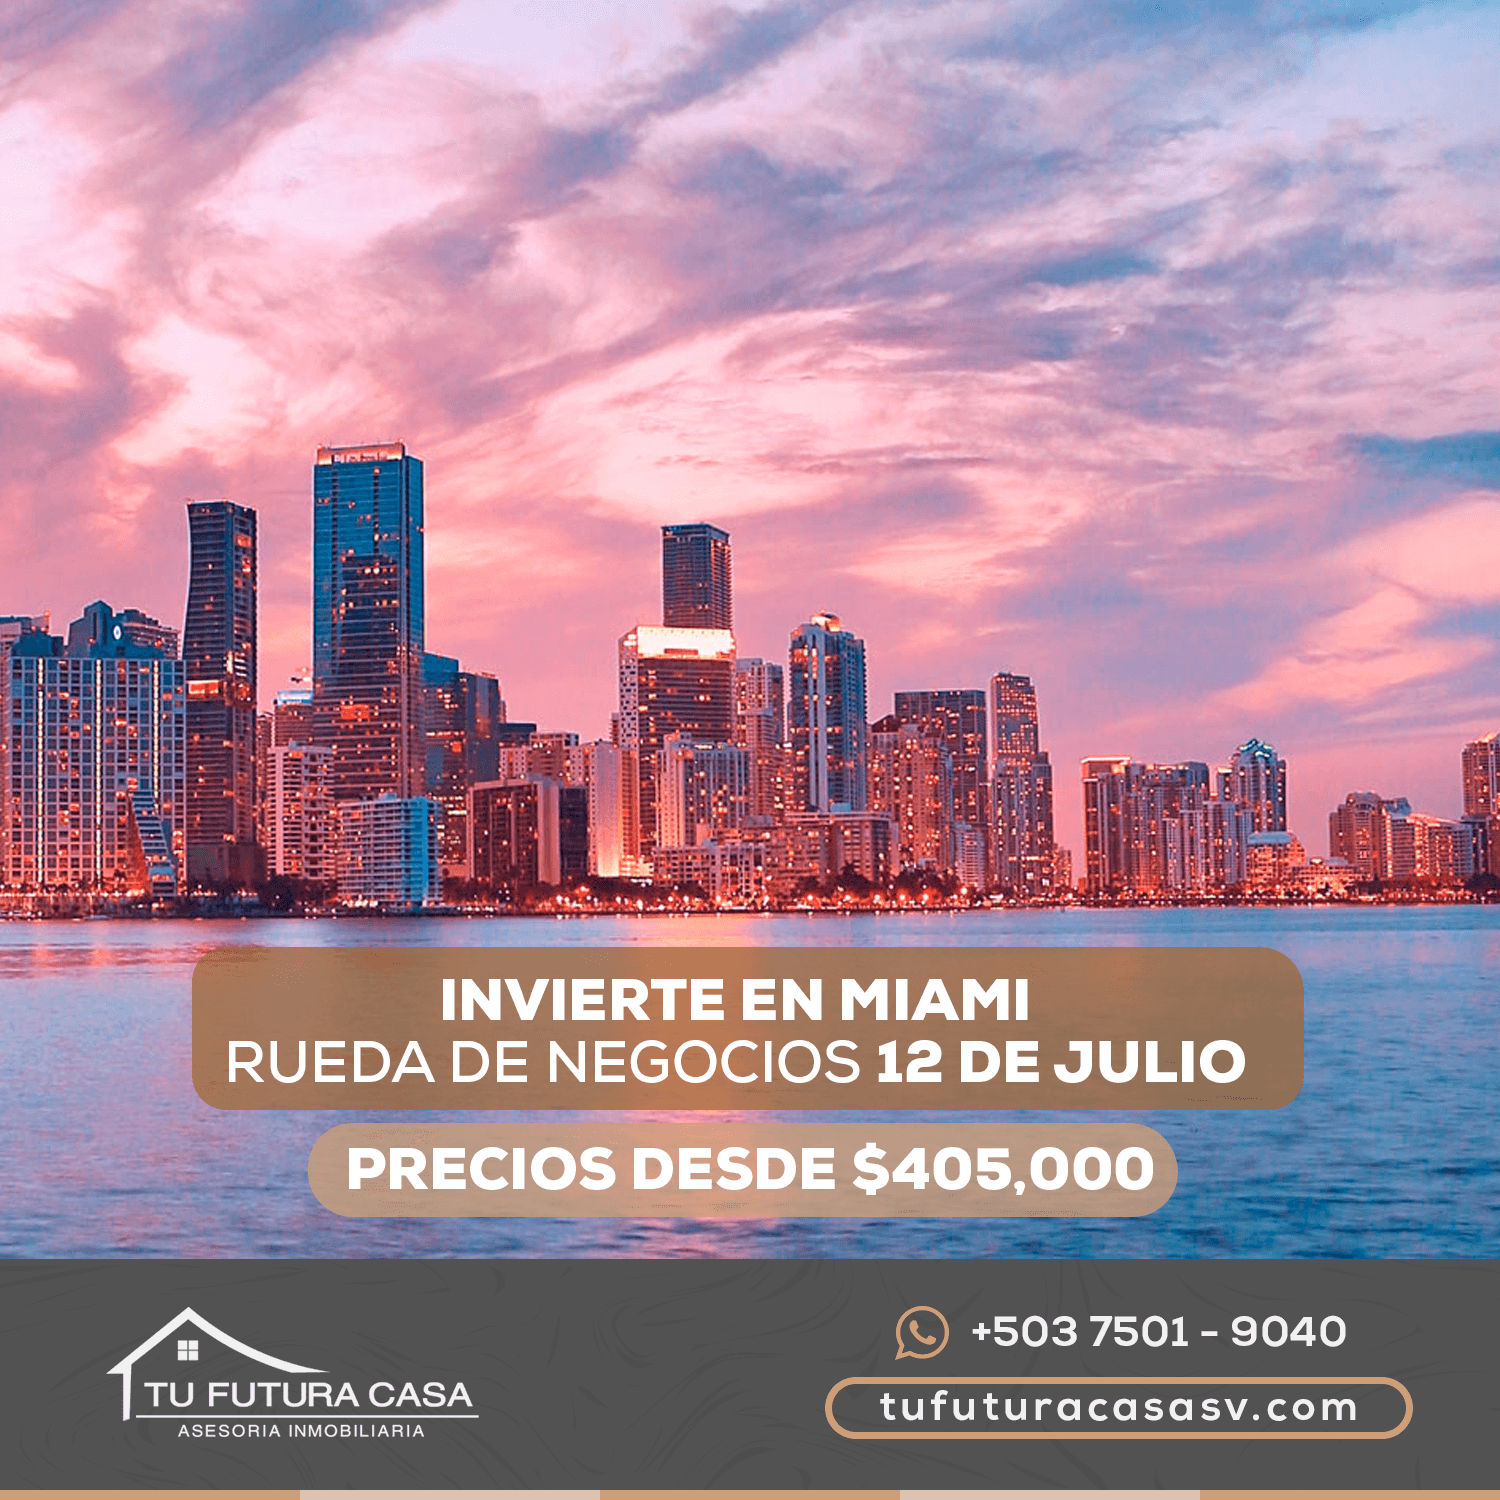 INVIERTE EN MIAMI
RUEDA DE NEGOCIOS 12 DE JULIO
PRECIOS DESDE $405,000
TU FUTURA CASA
ASESORIA INMOBILIARIA
+503 7501 - 9040
tufuturacasasv.com